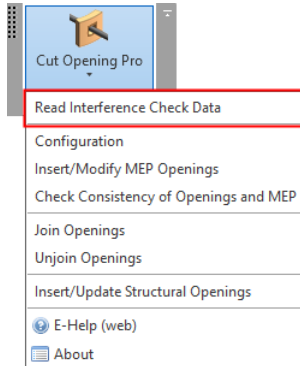 Cut Opening Pro
Read Interference Check Data
Configuration
Insert/Modify MEP Openings
Check Consistency of Openings and MEP
Join Openings
Unjoin Openings
Insert/Update Structural Openings
E-Help (web)
About